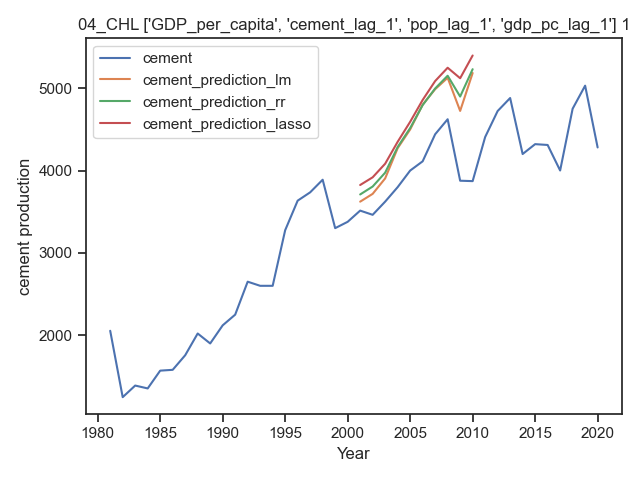 04_CHL ['GDP_per_capita', 'cement_lag_1', 'pop_lag_1', 'gdp_pc_lag_1'] 1
cement
cement_prediction_lm
cement_prediction_rr
cement_prediction_lasso
5000
4000
3000
2000
cement production
1980 1985 1990 1995 2000 2005 2010 2015 2020
Year